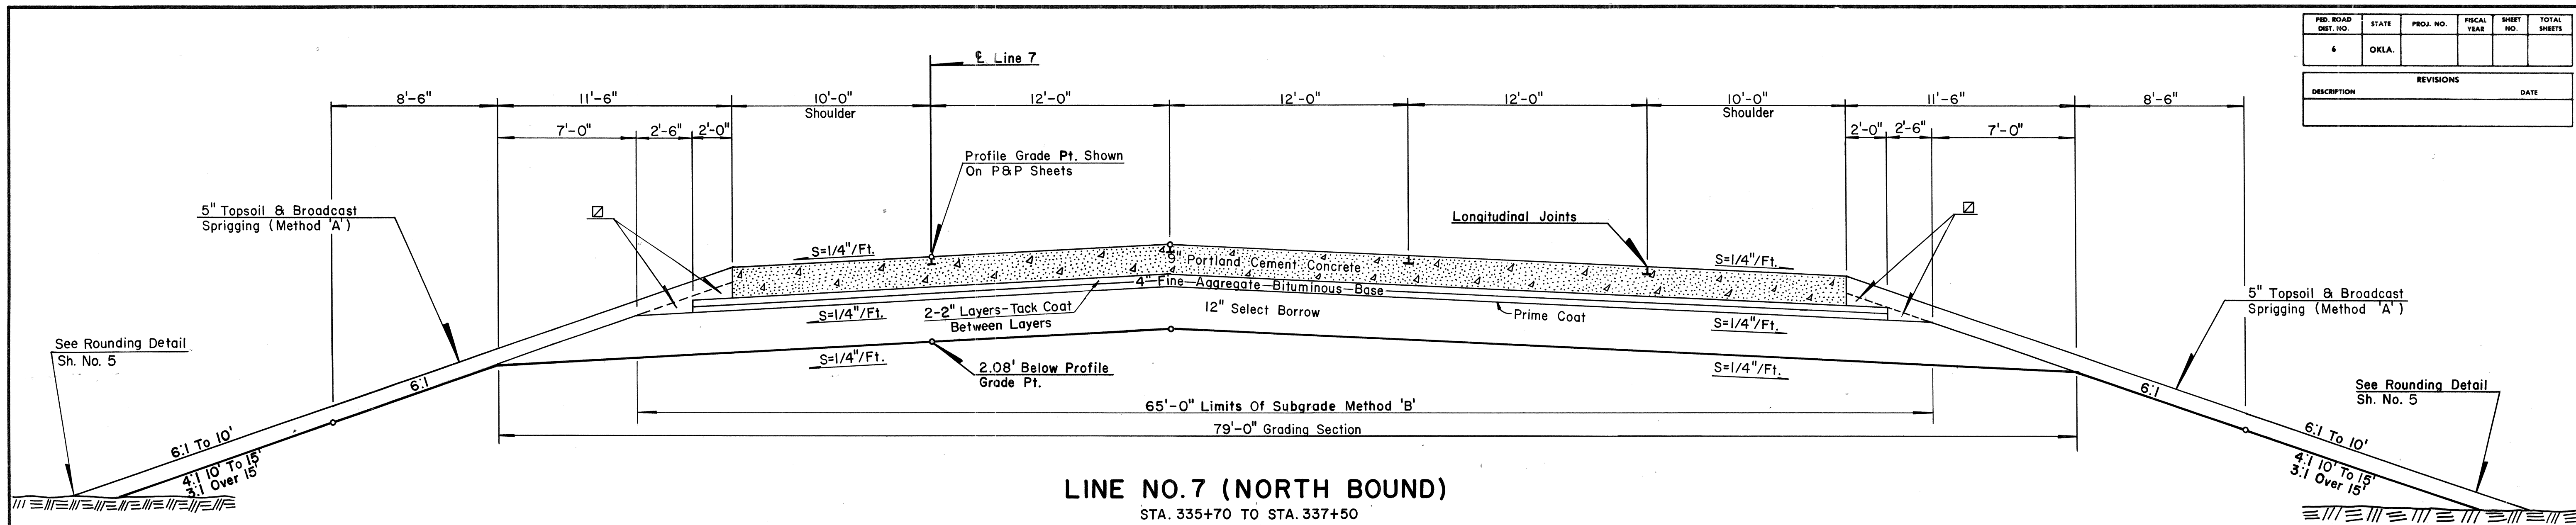 FED. ROAD DIST. NO.
STATE
PROJ. NO.
FISCAL YEAR
SHEET NO.
TOTAL SHEETS
6
OKLA.
REVISIONS
DESCRIPTION
DATE
℄ Line 7
8'-6"
11'-6"
10'-0"
Shoulder
12'-0"
12'-0"
12'-0"
10'-0"
Shoulder
11'-6"
8'-6"
7'-0"
2'-6"
2'-0"
2'-0"
2'-6"
7'-0"
Profile Grade Pt. Shown
On P&P Sheets
5" Topsoil & Broadcast
Sprigging (Method 'A')
Longitudinal Joints
S=1/4"/Ft.
S=1/4"/Ft.
9" Portland Cement Concrete
4" Fine Aggregate Bituminous Base
2-2" Layers-Tack Coat
Between Layers
12" Select Borrow
Prime Coat
S=1/4"/Ft.
S=1/4"/Ft.
5" Topsoil & Broadcast
Sprigging (Method 'A')
See Rounding Detail
Sh. No. 5
S=1/4"/Ft.
2.08' Below Profile
Grade Pt.
S=1/4"/Ft.
6:1
6:1
See Rounding Detail
Sh. No. 5
65'-0" Limits Of Subgrade Method 'B'
79'-0" Grading Section
6:1 To 10'
4:1 10' To 15'
3:1 Over 15'
6:1 To 10'
4:1 10' To 15'
3:1 Over 15'
LINE NO. 7 (NORTH BOUND)
STA. 335+70 TO STA. 337+50